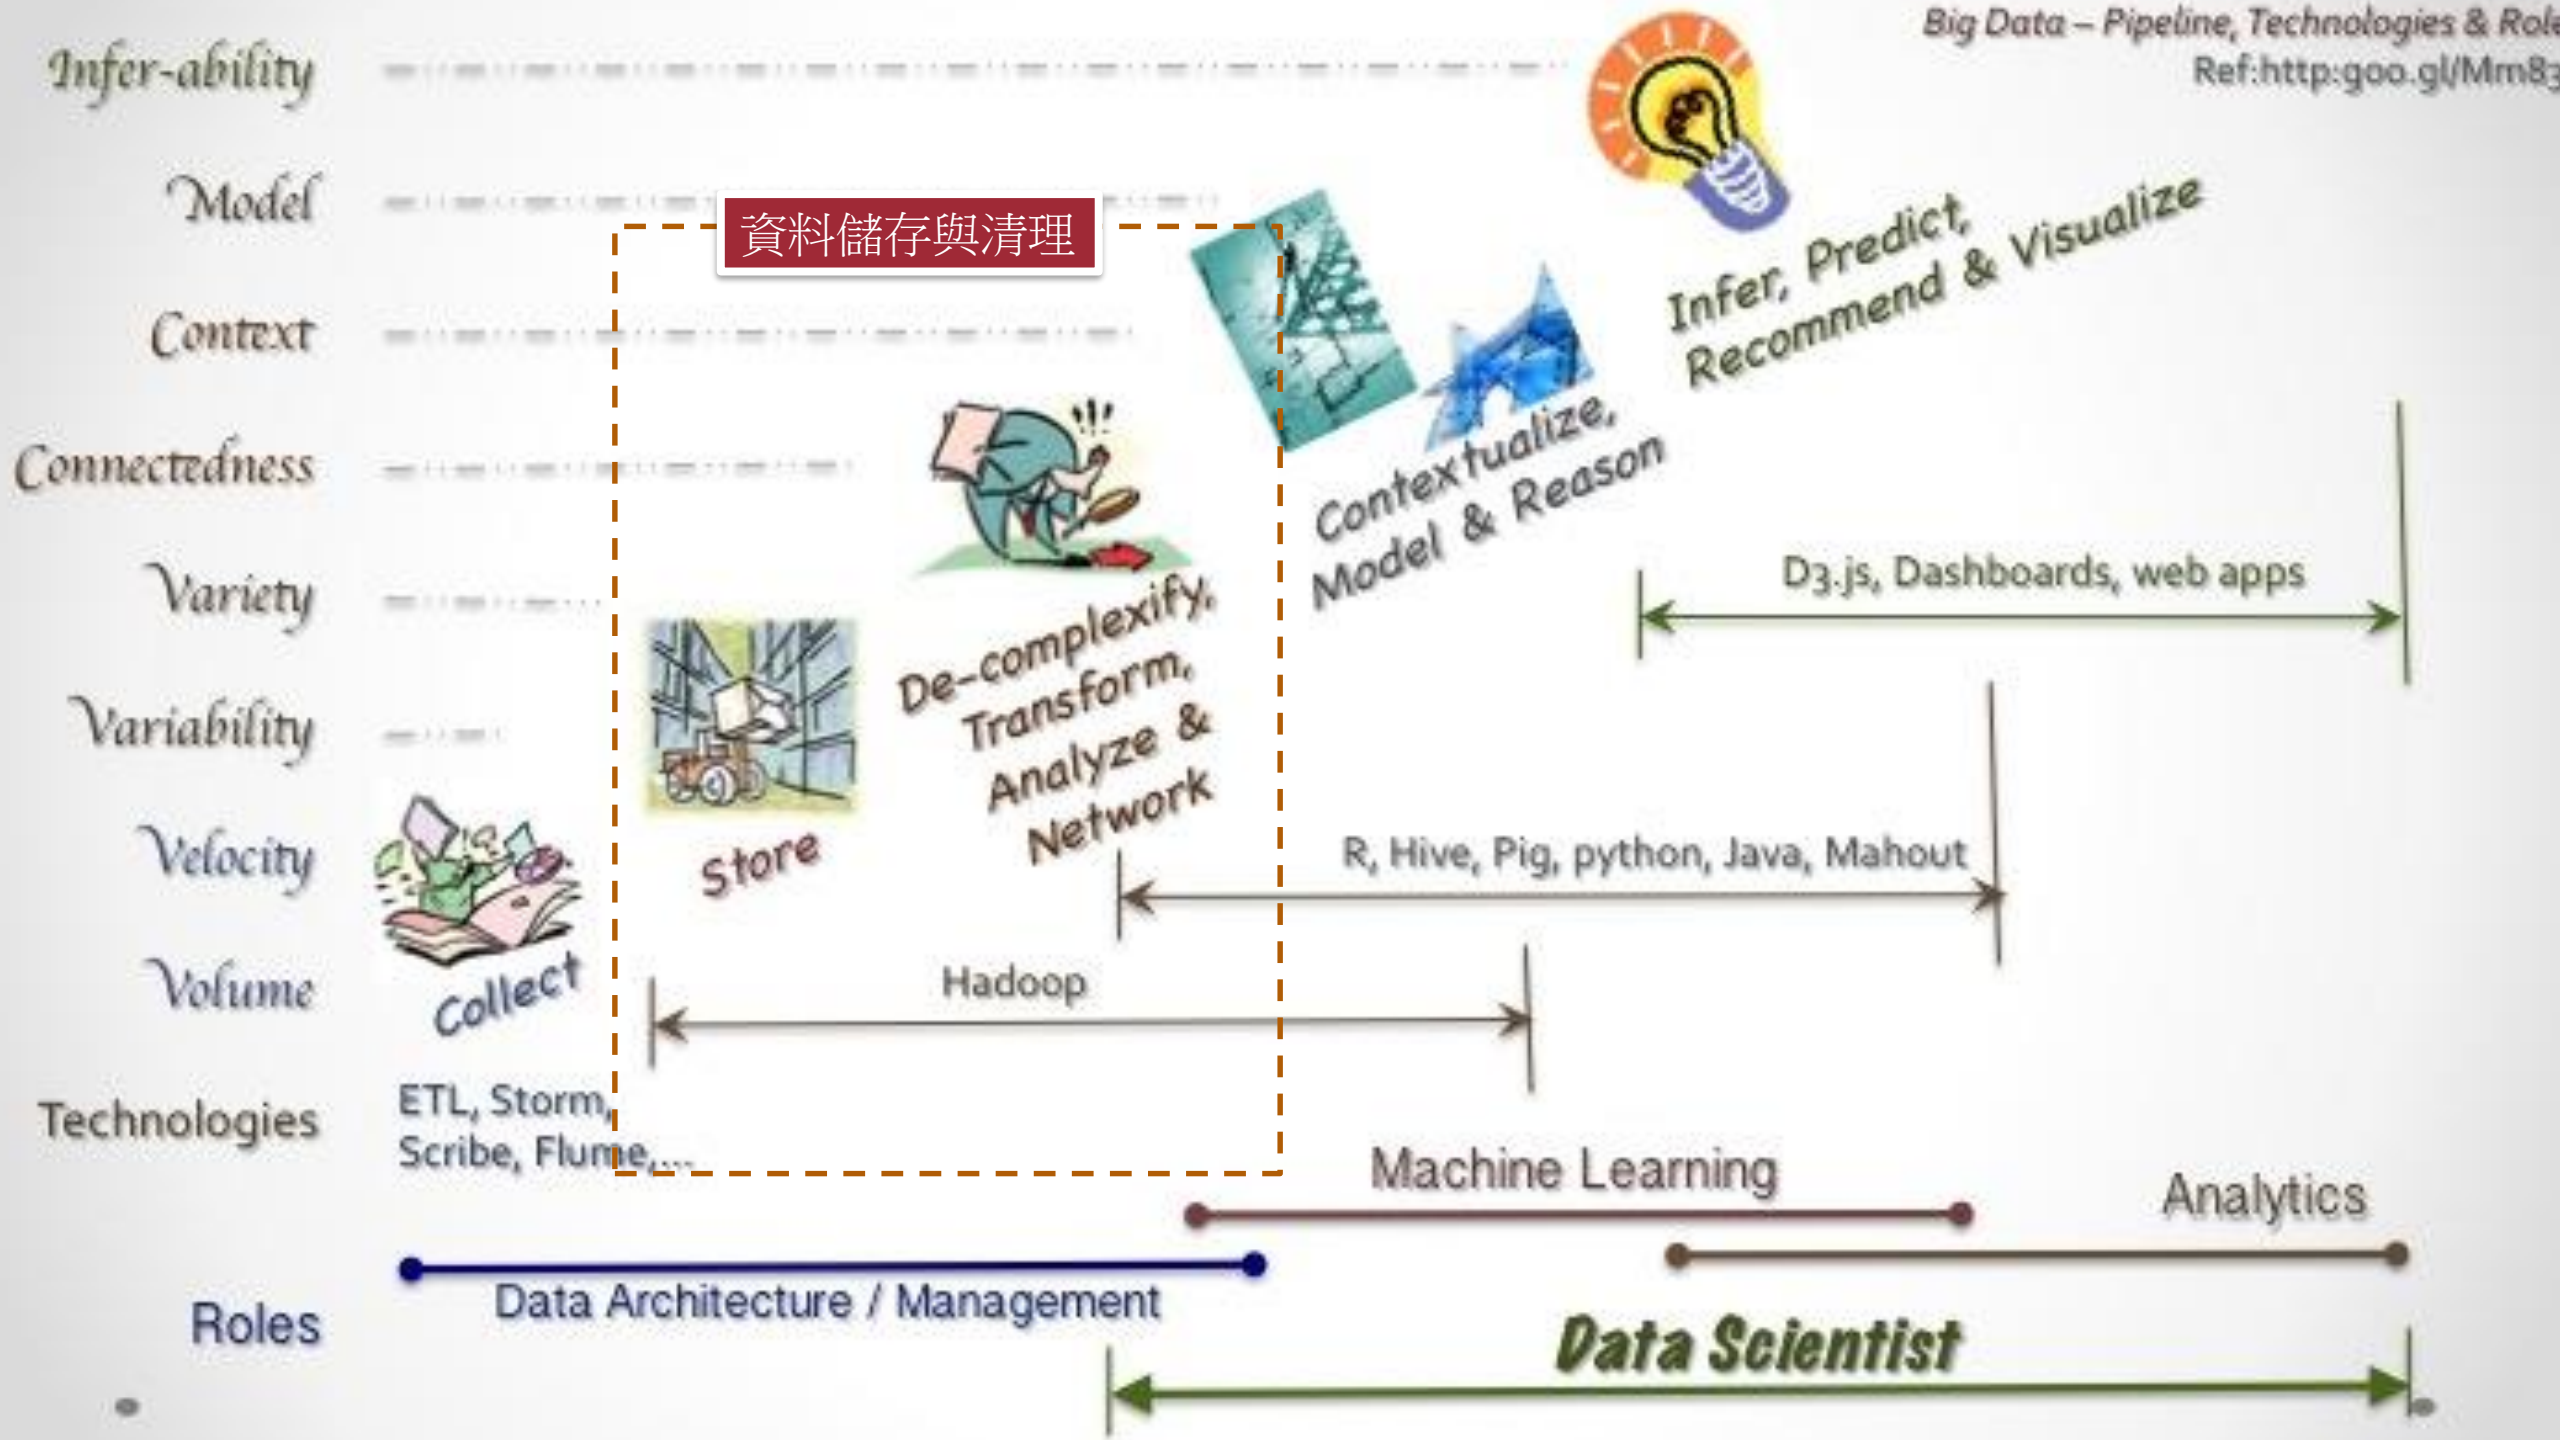 Big Data – Pipeline, Technologies & Role
Ref:http:goo.gl/Mm83
Infer-ability
Model
資料儲存與清理
Context
Connectedness
Variety
Variability
Velocity
Volume
Technologies
Roles
Infer, Predict,
Recommend & Visualize
Contextualize,
Model & Reason
De-complexify,
Transform,
Analyze &
Network
Store
Collect
D3.js, Dashboards, web apps
R, Hive, Pig, python, Java, Mahout
Hadoop
ETL, Storm,
Scribe, Flume,...
Machine Learning
Analytics
Data Architecture / Management
Data Scientist